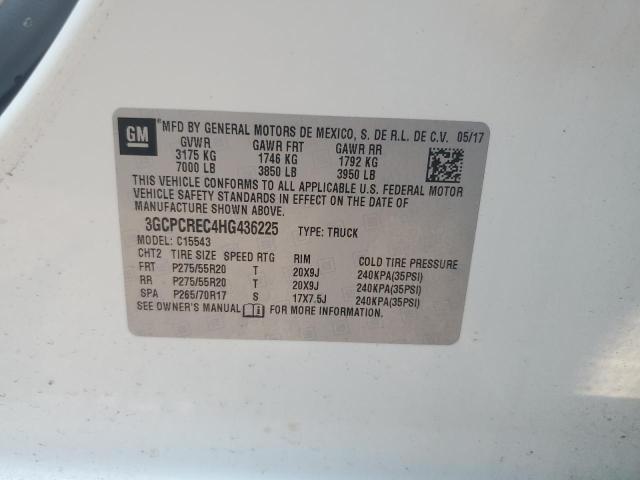 GM
MFD BY GENERAL MOTORS DE MEXICO, S. DE R.L. DE C.V. 05/17
GVWR GAWR FRT GAWR RR
3175 KG 1746 KG 1792 KG
7000 LB 3850 LB 3950 LB
THIS VEHICLE CONFORMS TO ALL APPLICABLE U.S. FEDERAL MOTOR
VEHICLE SAFETY STANDARDS IN EFFECT ON THE DATE OF
MANUFACTURE SHOWN ABOVE.
3GCPCREC4HG436225 TYPE: TRUCK
MODEL: C15543
CHT2 TIRE SIZE SPEED RTG RIM COLD TIRE PRESSURE
FRT P275/55R20 T 20X9J 240KPA(35PSI)
RR P275/55R20 T 20X9J 240KPA(35PSI)
SPA P265/70R17 S 17X7.5J 240KPA(35PSI)
SEE OWNER'S MANUAL FOR MORE INFORMATION.